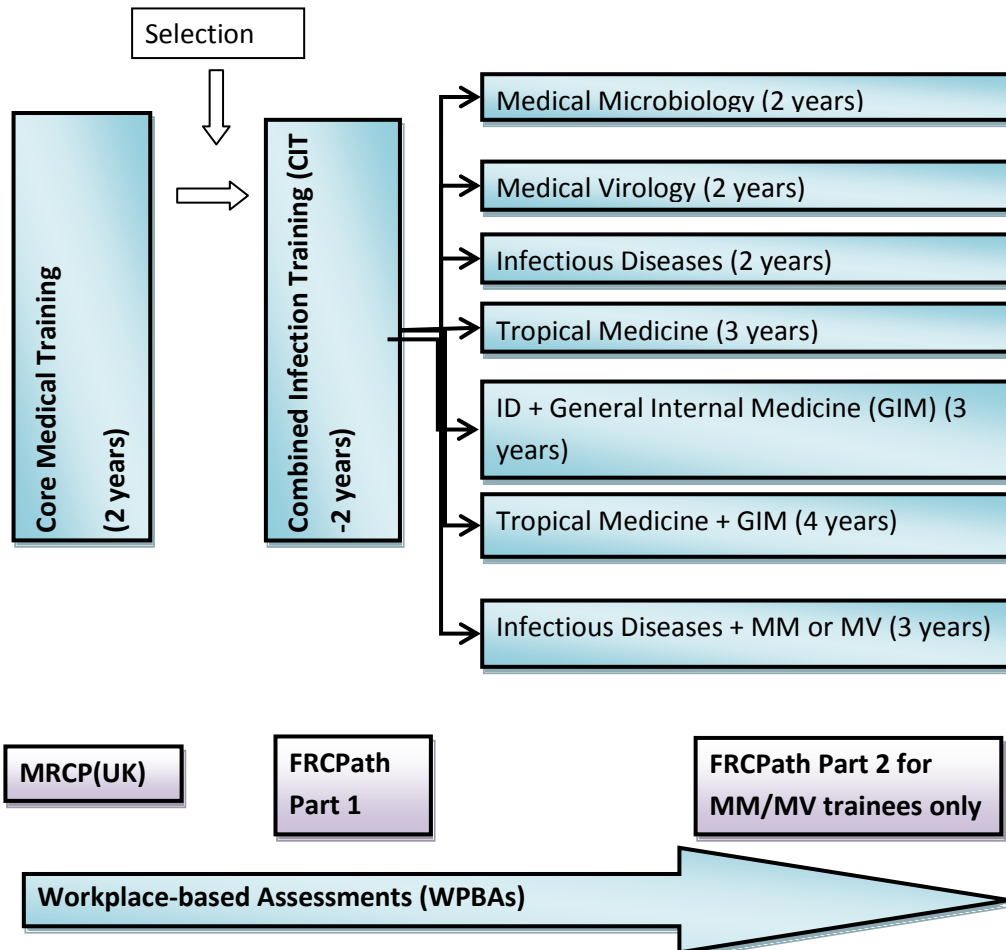 Selection
Core Medical Training
(2 years)
Combined Infection Training (CIT
-2 years)
Medical Microbiology (2 years)
Medical Virology (2 years)
Infectious Diseases (2 years)
Tropical Medicine (3 years)
ID + General Internal Medicine (GIM) (3
years)
Tropical Medicine + GIM (4 years)
Infectious Diseases + MM or MV (3 years)
MRCP(UK)
FRCPath
Part 1
FRCPath Part 2 for
MM/MV trainees only
Workplace-based Assessments (WPBAs)